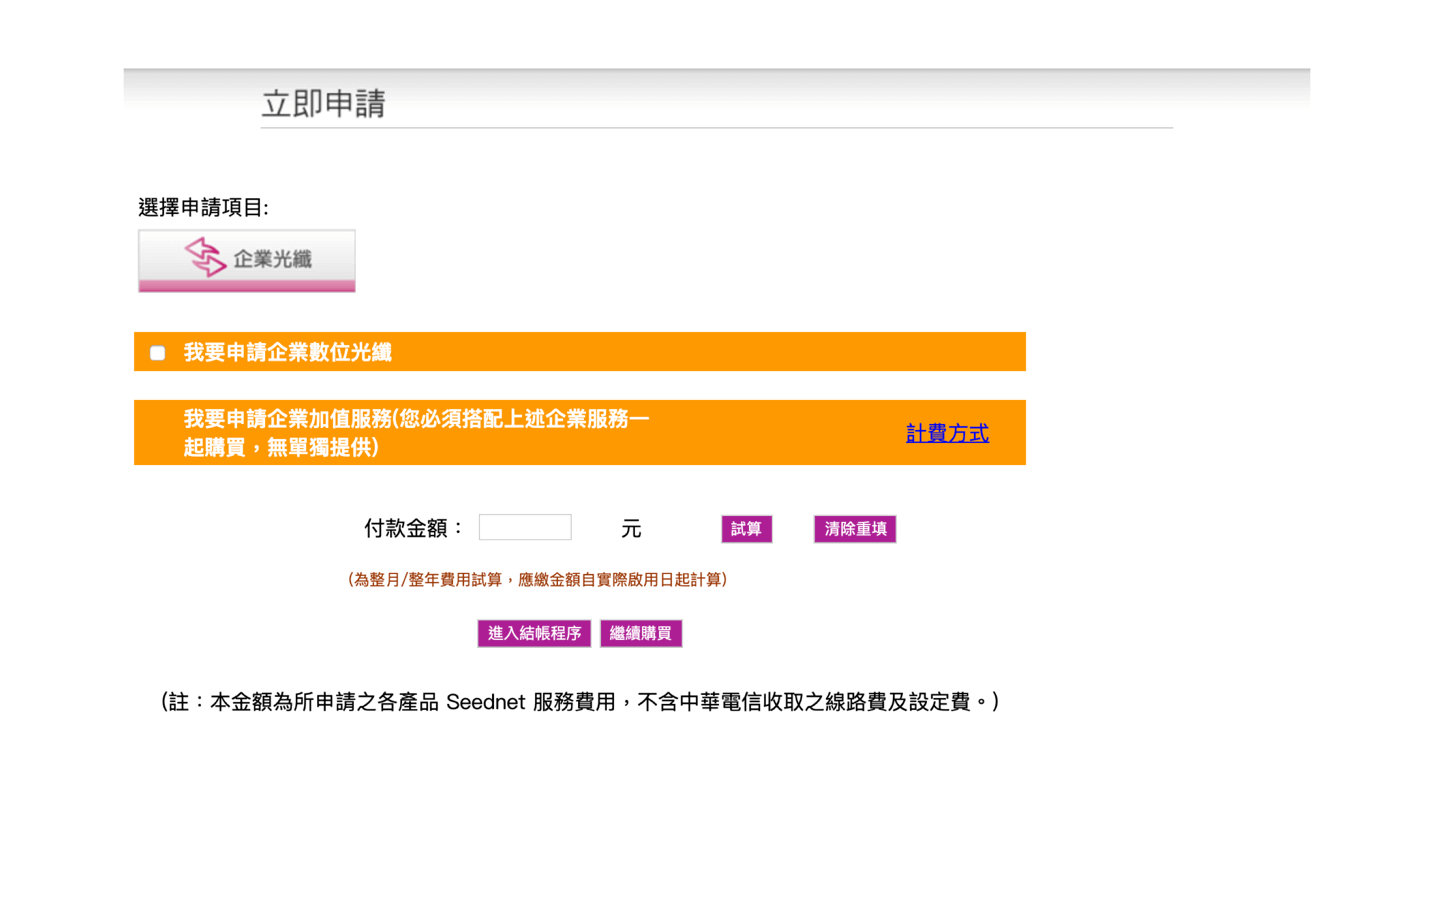 立即申請
選擇申請項目:
企業光纖
我要申請企業數位光纖
我要申請企業加值服務(您必須搭配上述企業服務一
起購買，無單獨提供)
計費方式
付款金額： 元 試算 清除重填
(為整月/整年費用試算，應繳金額自實際啟用日起計算)
進入結帳程序 繼續購買
(註：本金額為所申請之各產品 Seednet 服務費用，不含中華電信收取之線路費及設定費。)